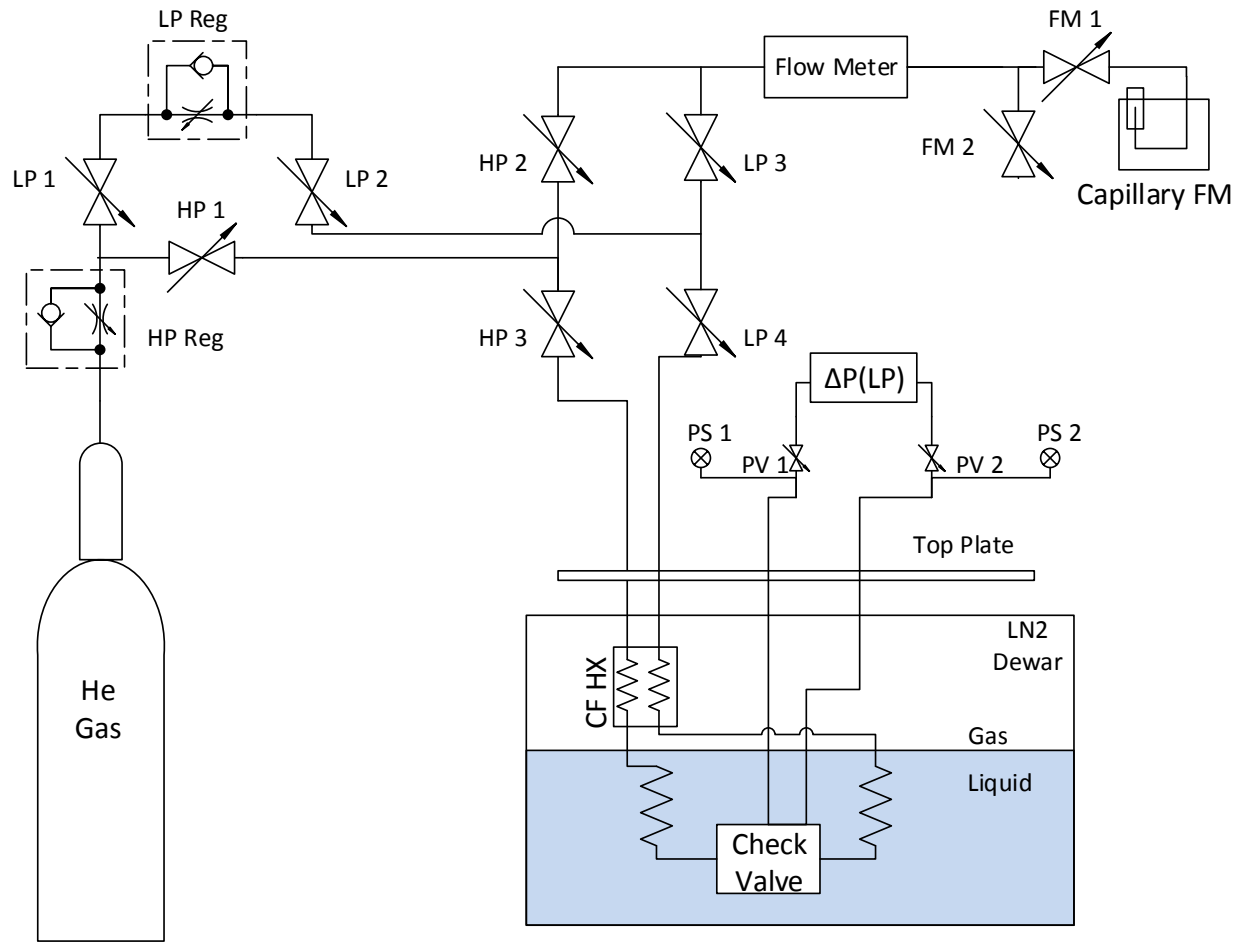 LP Reg
FM 1
Flow Meter
HP 2
LP 3
FM 2
LP 1
LP 2
Capillary FM
HP 1
HP Reg
HP 3
LP 4
ΔP(LP)
PS 1
PS 2
PV 1
PV 2
Top Plate
LN2
Dewar
He
Gas
CF HX
Gas
Liquid
Check
Valve